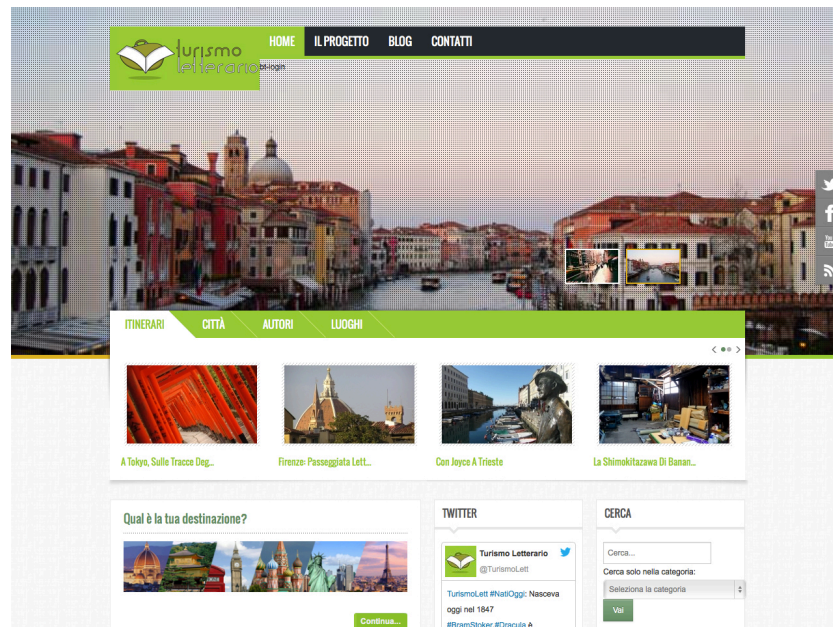 turismo
letterario
HOME IL PROGETTO BLOG CONTATTI
bt-login
You
Tube
ITINERARI CITTÀ AUTORI LUOGHI
A Tokyo, Sulle Tracce Deg...
Firenze: Passeggiata Lett...
Con Joyce A Trieste
La Shimokitazawa Di Banan...
Qual è la tua destinazione?
Continua...
TWITTER
Turismo Letterario
@TurismoLett
TurismoLett #NatiOggi: Nasceva
oggi nel 1847
#BramStoker #Dracula è
CERCA
Cerca...
Cerca solo nella categoria:
Seleziona la categoria
Vai